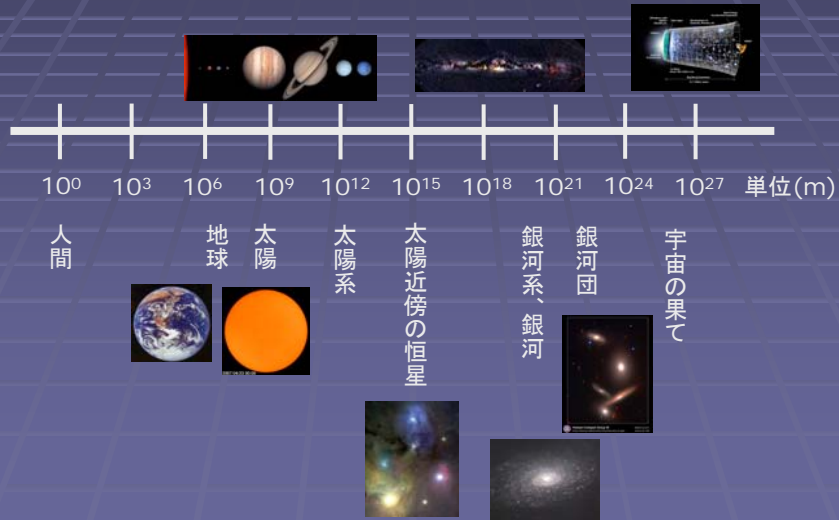 10⁰ 10³ 10⁶ 10⁹ 10¹² 10¹⁵ 10¹⁸ 10²¹ 10²⁴ 10²⁷ 単位(m)
人間
地球
太陽
太陽系
太陽近傍の恒星
銀河系、銀河
銀河団
宇宙の果て